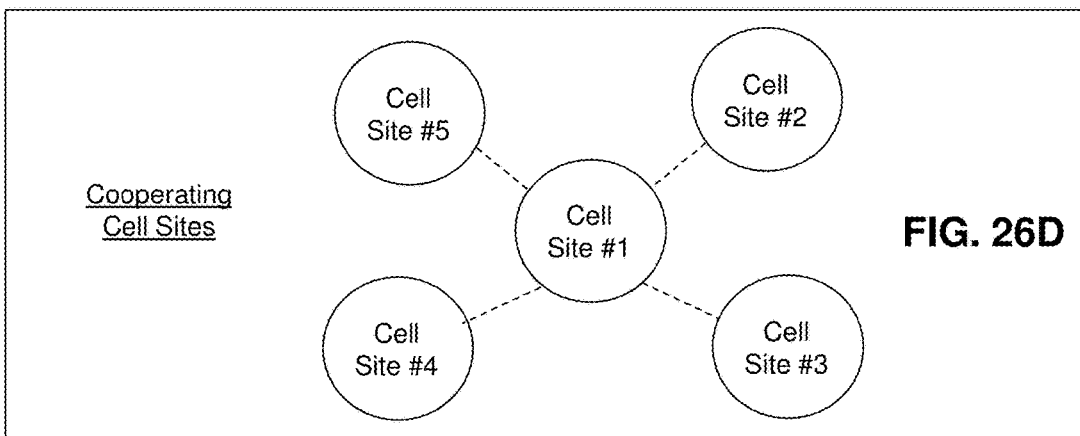 Cell
Site #5
Cell
Site #2
Cooperating
Cell Sites
Cell
Site #1
FIG. 26D
Cell
Site #4
Cell
Site #3